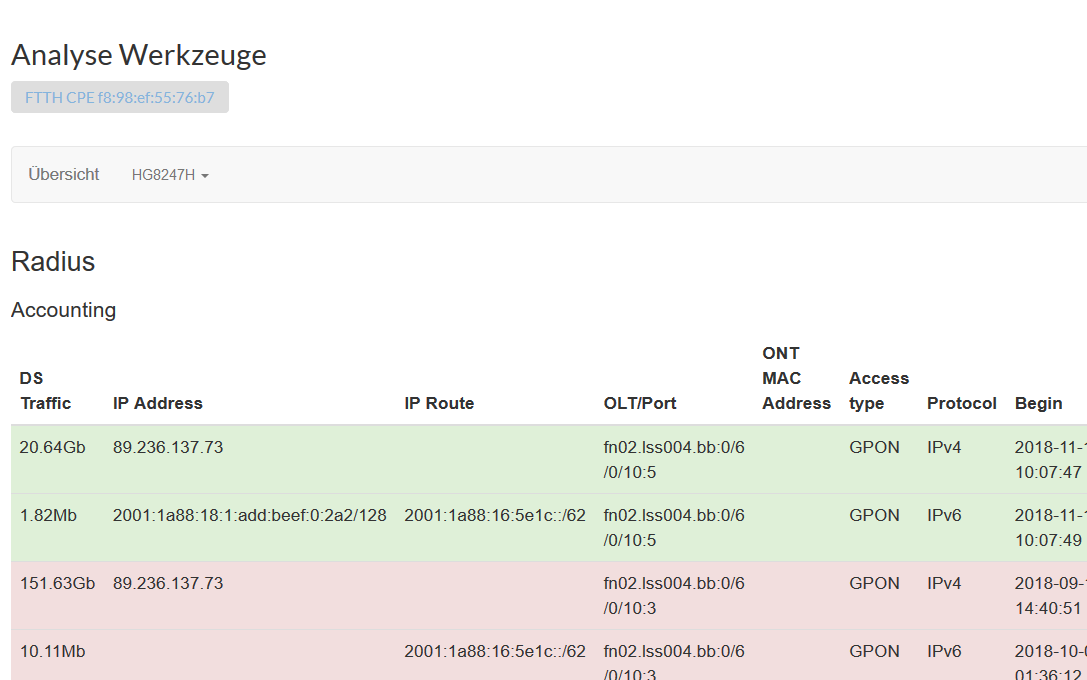 Analyse Werkzeuge
FTTH CPE f8:98:ef:55:76:b7
Übersicht HG8247H
Radius
Accounting
DS Traffic IP Address IP Route OLT/Port ONT MAC Address Access type Protocol Begin
20.64Gb 89.236.137.73 fn02.lss004.bb:0/6 GPON IPv4 2018-11-
/0/10:5 10:07:47
1.82Mb 2001:1a88:18:1:add:beef:0:2a2/128 2001:1a88:16:5e1c::/62 fn02.lss004.bb:0/6 GPON IPv6 2018-11-
/0/10:5 10:07:49
151.63Gb 89.236.137.73 fn02.lss004.bb:0/6 GPON IPv4 2018-09-
/0/10:3 14:40:51
10.11Mb 2001:1a88:16:5e1c::/62 fn02.lss004.bb:0/6 GPON IPv6 2018-10-
/0/10:3 01:36:12